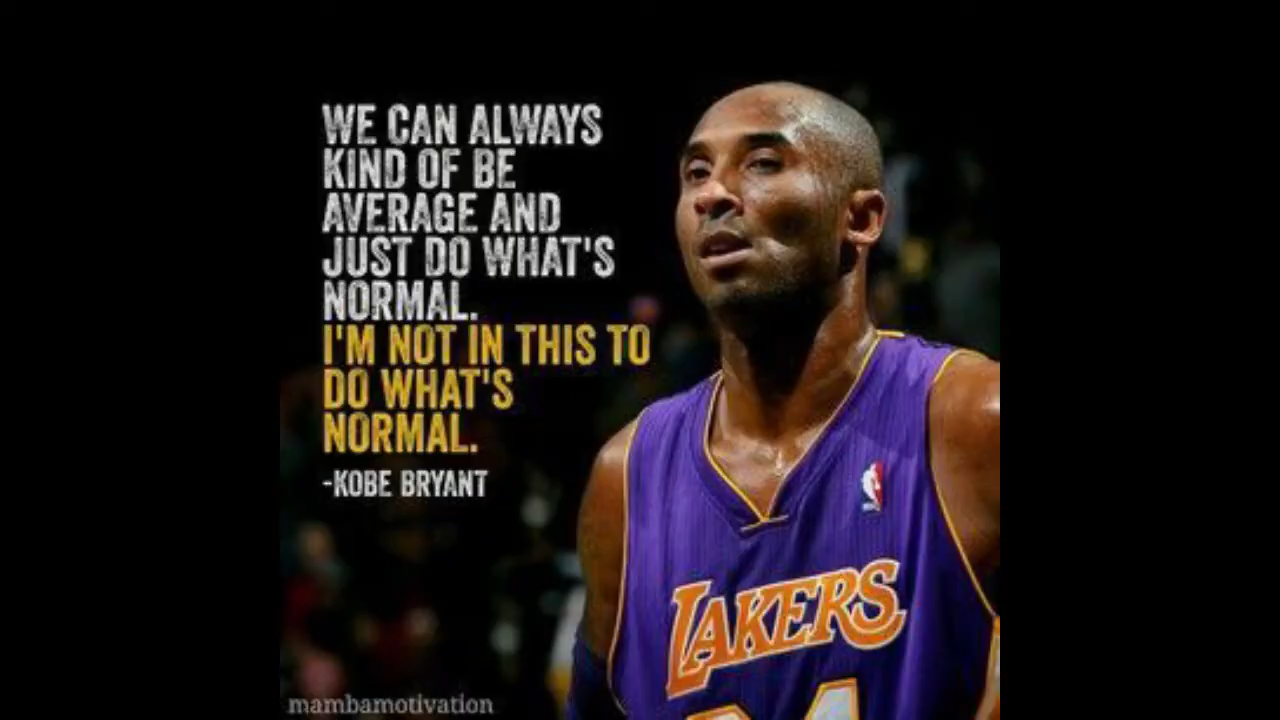 WE CAN ALWAYS
KIND OF BE
AVERAGE AND
JUST DO WHAT'S
NORMAL.
I'M NOT IN THIS TO
DO WHAT'S
NORMAL.
-KOBE BRYANT
LAKERS
24
mambamotivation